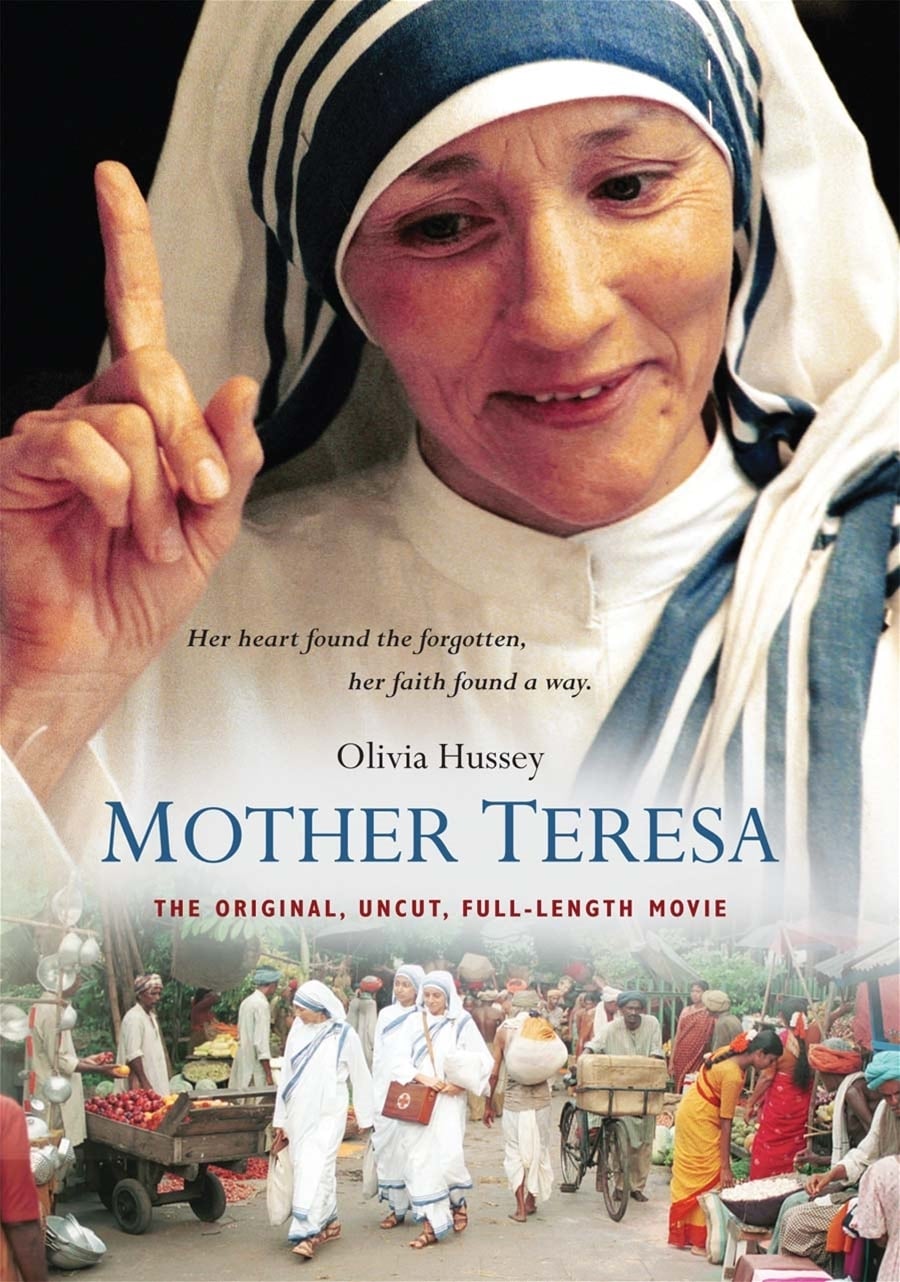 Her heart found the forgotten,
her faith found a way.
Olivia Hussey
MOTHER TERESA
THE ORIGINAL, UNCUT, FULL-LENGTH MOVIE